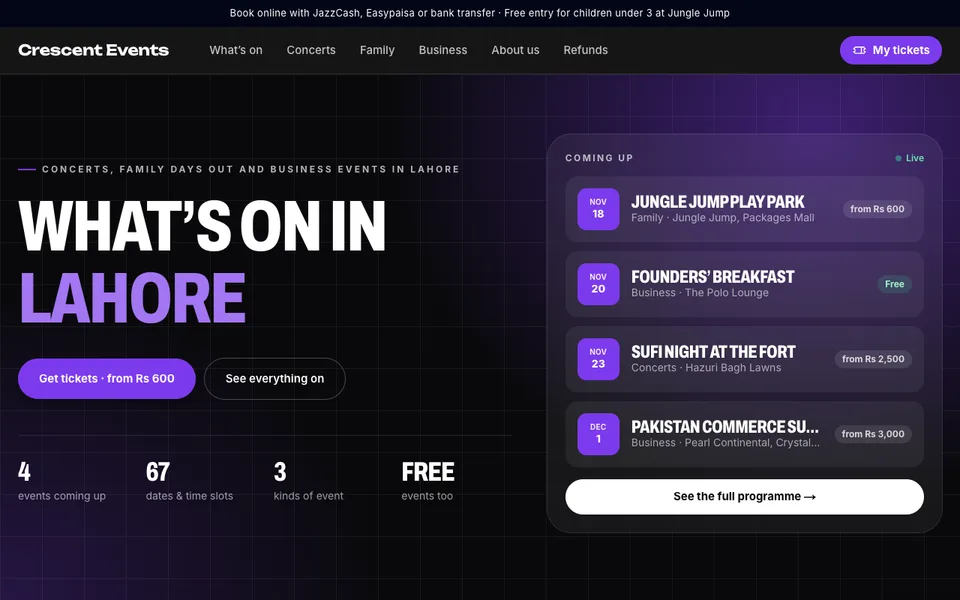 Book online with JazzCash, Easypaisa or bank transfer · Free entry for children under 3 at Jungle Jump
Crescent Events
What's on
Concerts
Family
Business
About us
Refunds
My tickets
CONCERTS, FAMILY DAYS OUT AND BUSINESS EVENTS IN LAHORE
WHAT'S ON IN
LAHORE
Get tickets · from Rs 600
See everything on
4
events coming up
67
dates & time slots
3
kinds of event
FREE
events too
COMING UP
Live
NOV
18
JUNGLE JUMP PLAY PARK
Family · Jungle Jump, Packages Mall
from Rs 600
NOV
20
FOUNDERS' BREAKFAST
Business · The Polo Lounge
Free
NOV
23
SUFI NIGHT AT THE FORT
Concerts · Hazuri Bagh Lawns
from Rs 2,500
DEC
1
PAKISTAN COMMERCE SU...
Business · Pearl Continental, Crystal...
from Rs 3,000
See the full programme →